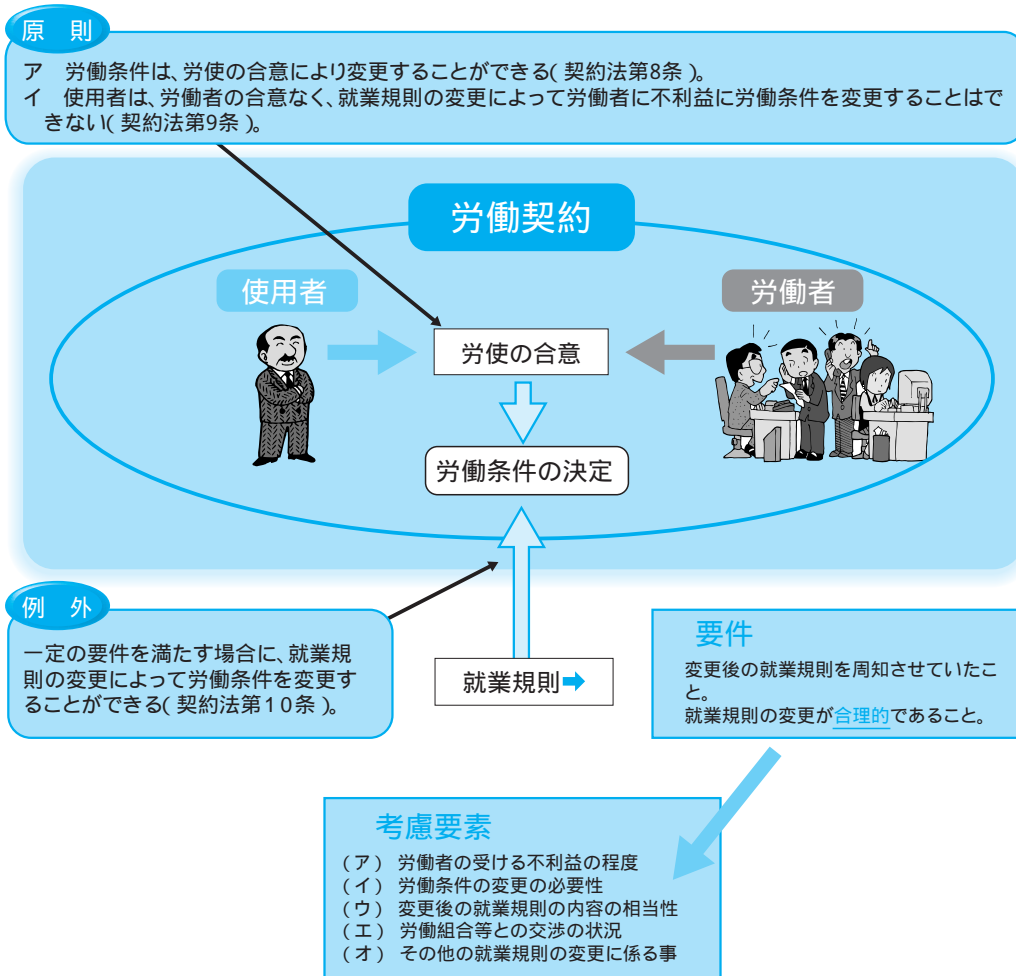 原　則
ア　労働条件は、労使の合意により変更することができる(契約法第8条)。
イ　使用者は、労働者の合意なく、就業規則の変更によって労働者に不利益に労働条件を変更することはで
きない(契約法第9条)。
労働契約
使用者
労働者
労使の合意
労働条件の決定
例　外
一定の要件を満たす場合に、就業規
則の変更によって労働条件を変更す
ることができる(契約法第10条)。
就業規則➡
要件
変更後の就業規則を周知させていたこ
と。
就業規則の変更が合理的であること。
考慮要素
(ア) 労働者の受ける不利益の程度
(イ) 労働条件の変更の必要性
(ウ) 変更後の就業規則の内容の相当性
(エ) 労働組合等との交渉の状況
(オ) その他の就業規則の変更に係る事